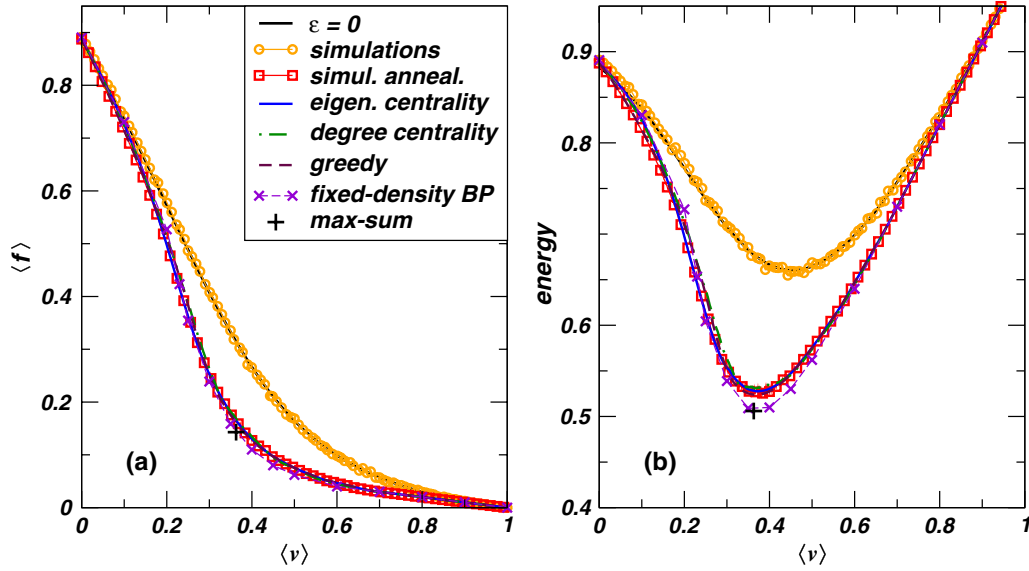 ε = 0
simulations
simul. anneal.
eigen. centrality
degree centrality
greedy
fixed-density BP
max-sum
0.8
0.6
0.4
0.2
0
⟨f⟩
(a)
0 0.2 0.4 0.6 0.8 1
⟨v⟩
0.9
0.8
0.7
0.6
0.5
0.4
energy
(b)
0 0.2 0.4 0.6 0.8 1
⟨v⟩